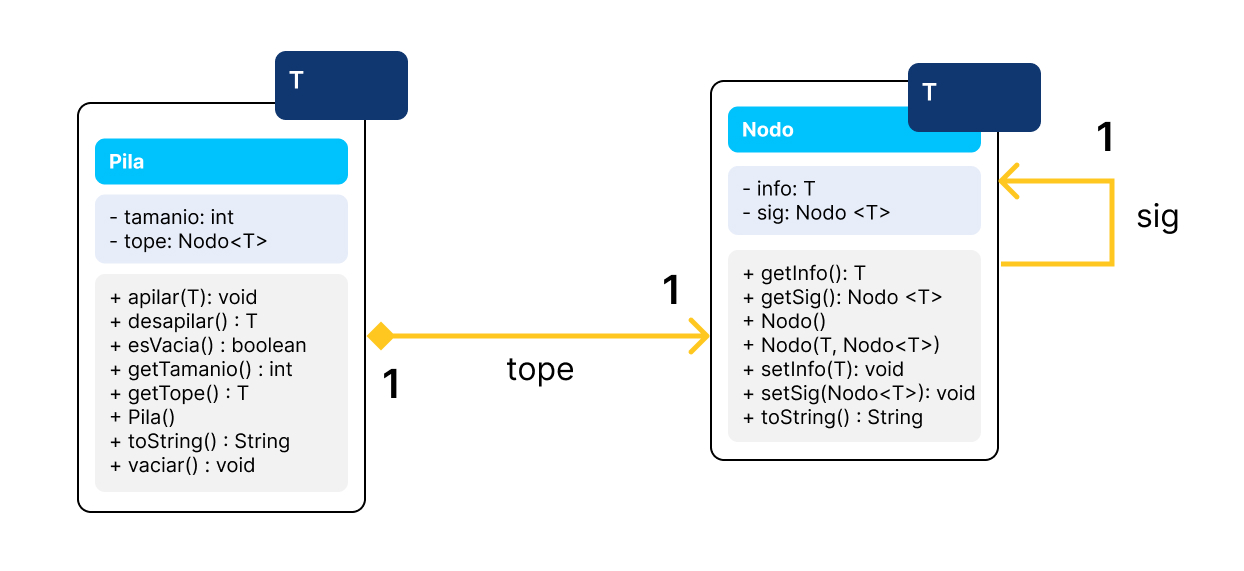 T
Pila
- tamanio: int
- tope: Nodo<T>
+ apilar(T): void
+ desapilar() : T
+ esVacia() : boolean
+ getTamanio() : int
+ getTope() : T
+ Pila()
+ toString() : String
+ vaciar() : void
1
tope
1
T
Nodo
- info: T
- sig: Nodo <T>
+ getInfo(): T
+ getSig(): Nodo <T>
+ Nodo()
+ Nodo(T, Nodo<T>)
+ setInfo(T): void
+ setSig(Nodo<T>): void
+ toString() : String
1
sig